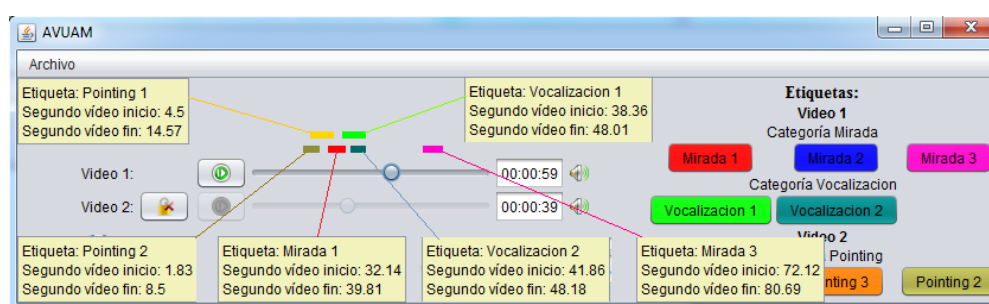 AVUAM
Archivo
Etiqueta: Pointing 1
Segundo vídeo inicio: 4.5
Segundo vídeo fin: 14.57
Etiqueta: Vocalizacion 1
Segundo vídeo inicio: 38.36
Segundo vídeo fin: 48.01
Etiquetas:
Video 1
Categoría Mirada
Mirada 1
Mirada 2
Mirada 3
Categoría Vocalizacion
Vocalizacion 1
Vocalizacion 2
Video 2
Pointing
nting 3
Pointing 2
Video 1:
00:00:59
Video 2:
00:00:39
Etiqueta: Pointing 2
Segundo vídeo inicio: 1.83
Segundo vídeo fin: 8.5
Etiqueta: Mirada 1
Segundo vídeo inicio: 32.14
Segundo vídeo fin: 39.81
Etiqueta: Vocalizacion 2
Segundo vídeo inicio: 41.86
Segundo vídeo fin: 48.18
Etiqueta: Mirada 3
Segundo vídeo inicio: 72.12
Segundo vídeo fin: 80.69